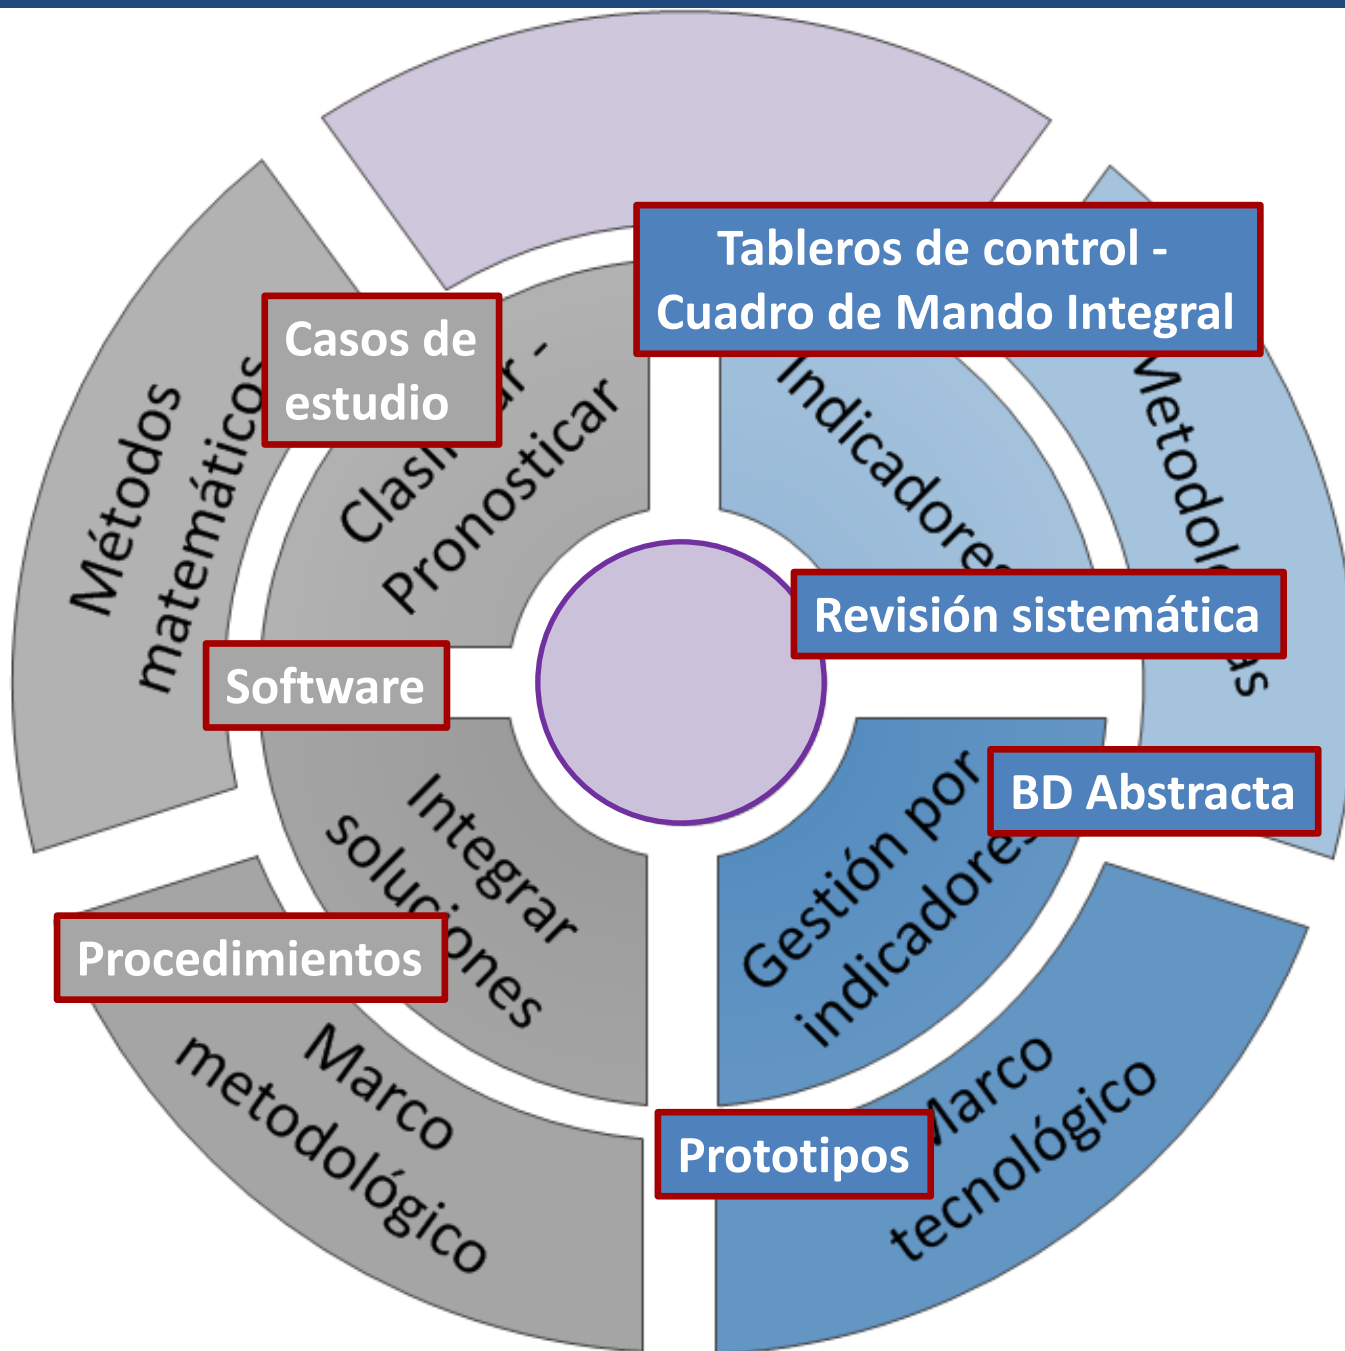 Tableros de control -
Cuadro de Mando Integral
Casos de
estudio
Métodos
matemáticos
Pronosticar
Indicadores
Revisión sistemática
Software
BD Abstracta
Integrar
soluciones
Gestión por
indicadores
Procedimientos
Marco
metodológico
Prototipos
Marco
tecnológico